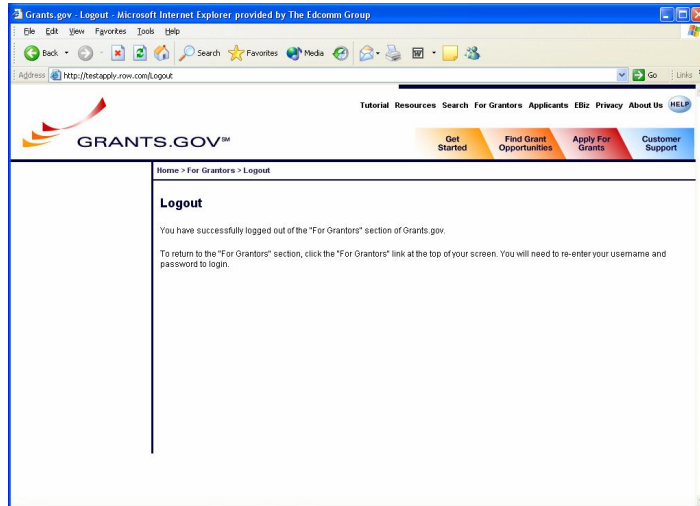 Grants.gov - Logout - Microsoft Internet Explorer provided by The Edcomm Group
File Edit View Favorites Tools Help
Back Search Favorites Media
Address http://testapply.row.com/Logout Go Links
Tutorial Resources Search For Grantors Applicants EBiz Privacy About Us HELP
GRANTS.GOV℠
Get Started
Find Grant Opportunities
Apply For Grants
Customer Support
Home > For Grantors > Logout
Logout
You have successfully logged out of the "For Grantors" section of Grants.gov.
To return to the "For Grantors" section, click the "For Grantors" link at the top of your screen. You will need to re-enter your username and
password to login.